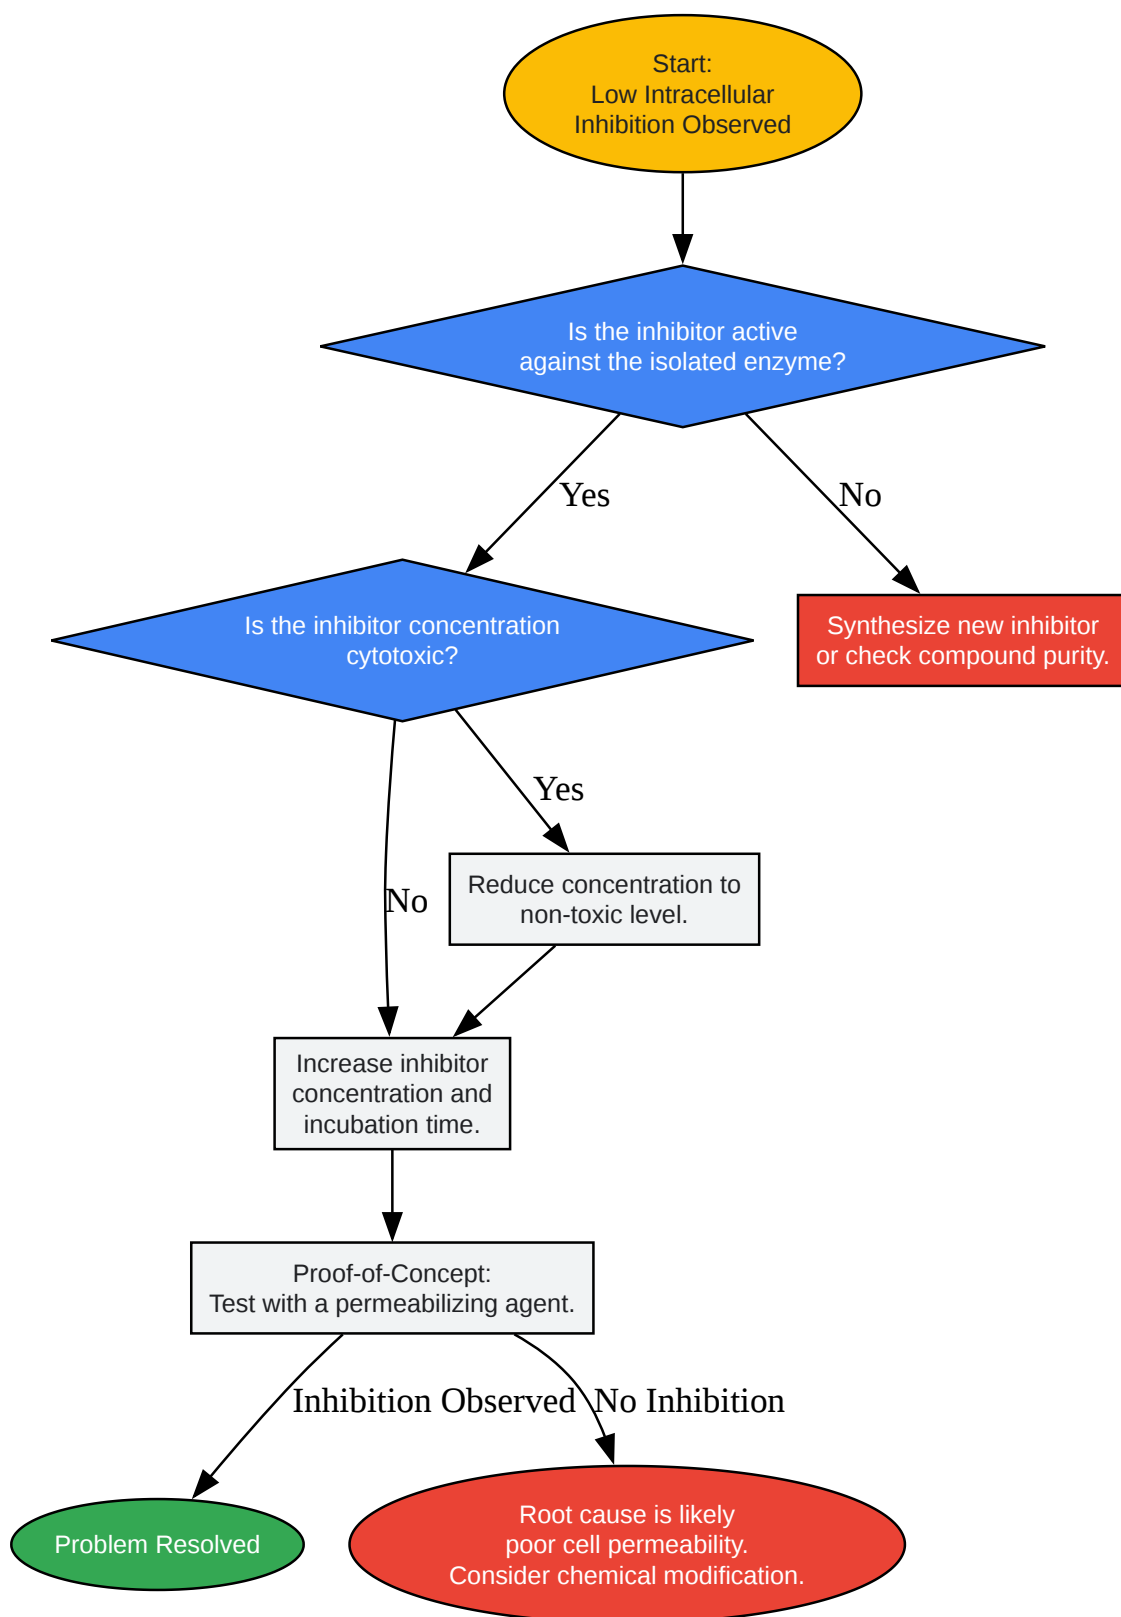 Start:
Low Intracellular
Inhibition Observed
Is the inhibitor active
against the isolated enzyme?
Yes
No
Is the inhibitor concentration
cytotoxic?
Synthesize new inhibitor
or check compound purity.
Yes
No
Reduce concentration to
non-toxic level.
Increase inhibitor
concentration and
incubation time.
Proof-of-Concept:
Test with a permeabilizing agent.
Inhibition Observed
No Inhibition
Problem Resolved
Root cause is likely
poor cell permeability.
Consider chemical modification.